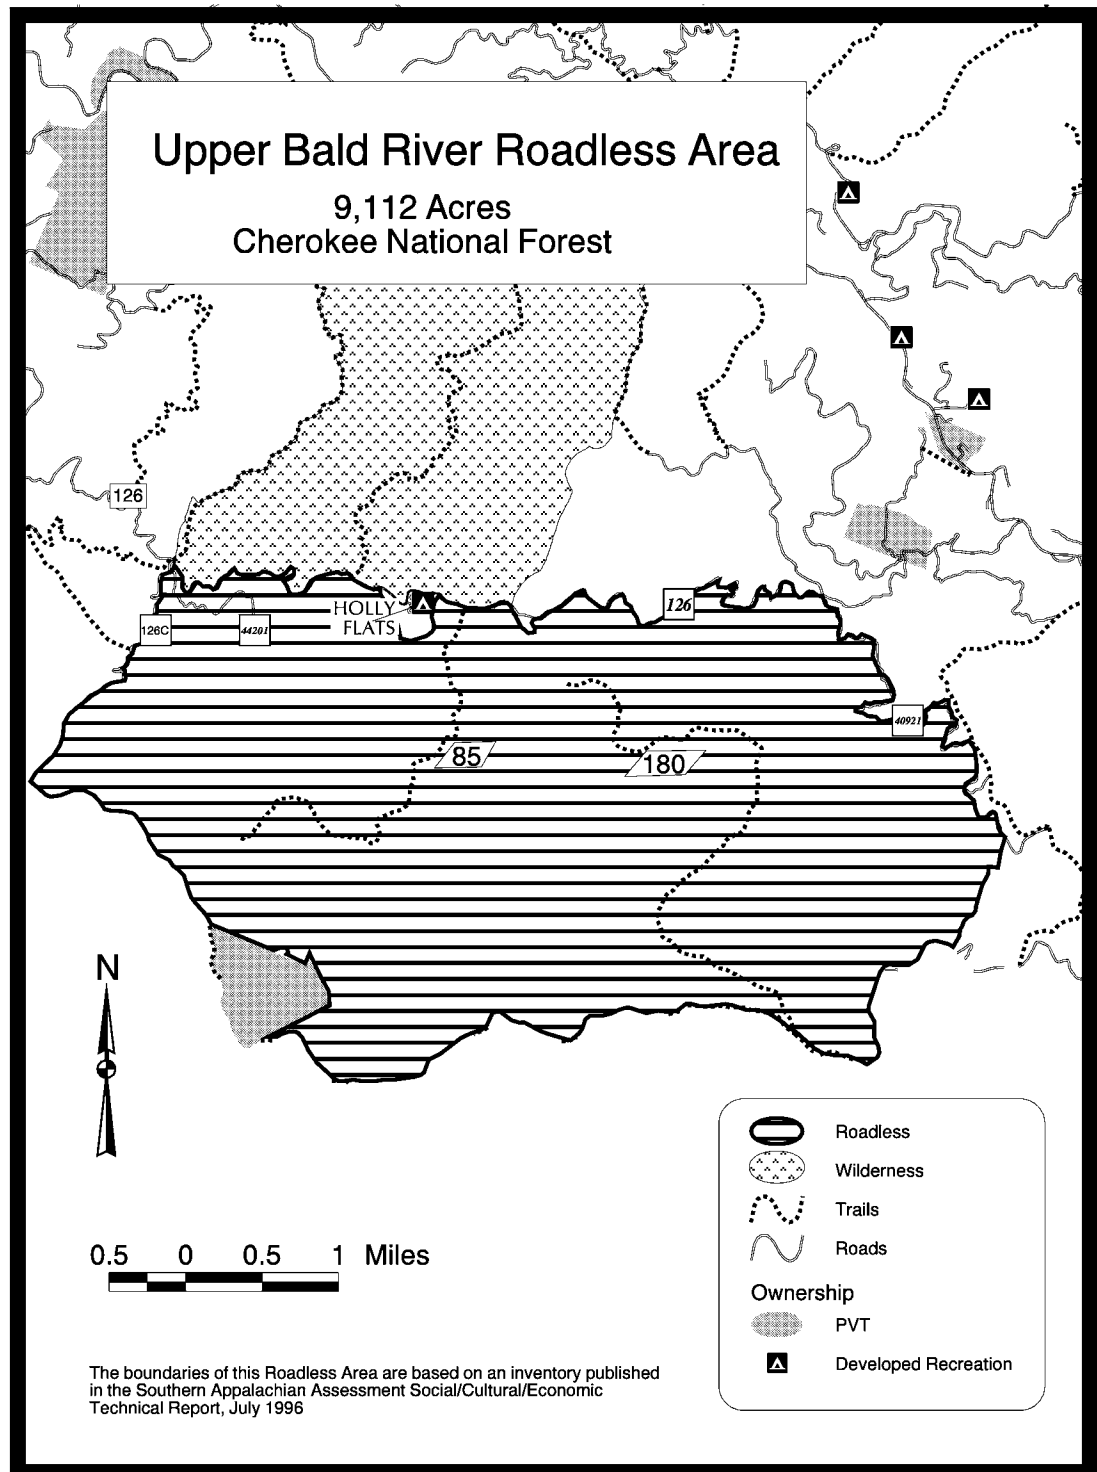 Upper Bald River Roadless Area
9,112 Acres
Cherokee National Forest
126
HOLLY
FLATS
126
126C
44201
40921
85
180
N
0.5 0 0.5 1 Miles
Roadless
Wilderness
Trails
Roads
Ownership
PVT
Developed Recreation
The boundaries of this Roadless Area are based on an inventory published
in the Southern Appalachian Assessment Social/Cultural/Economic
Technical Report, July 1996